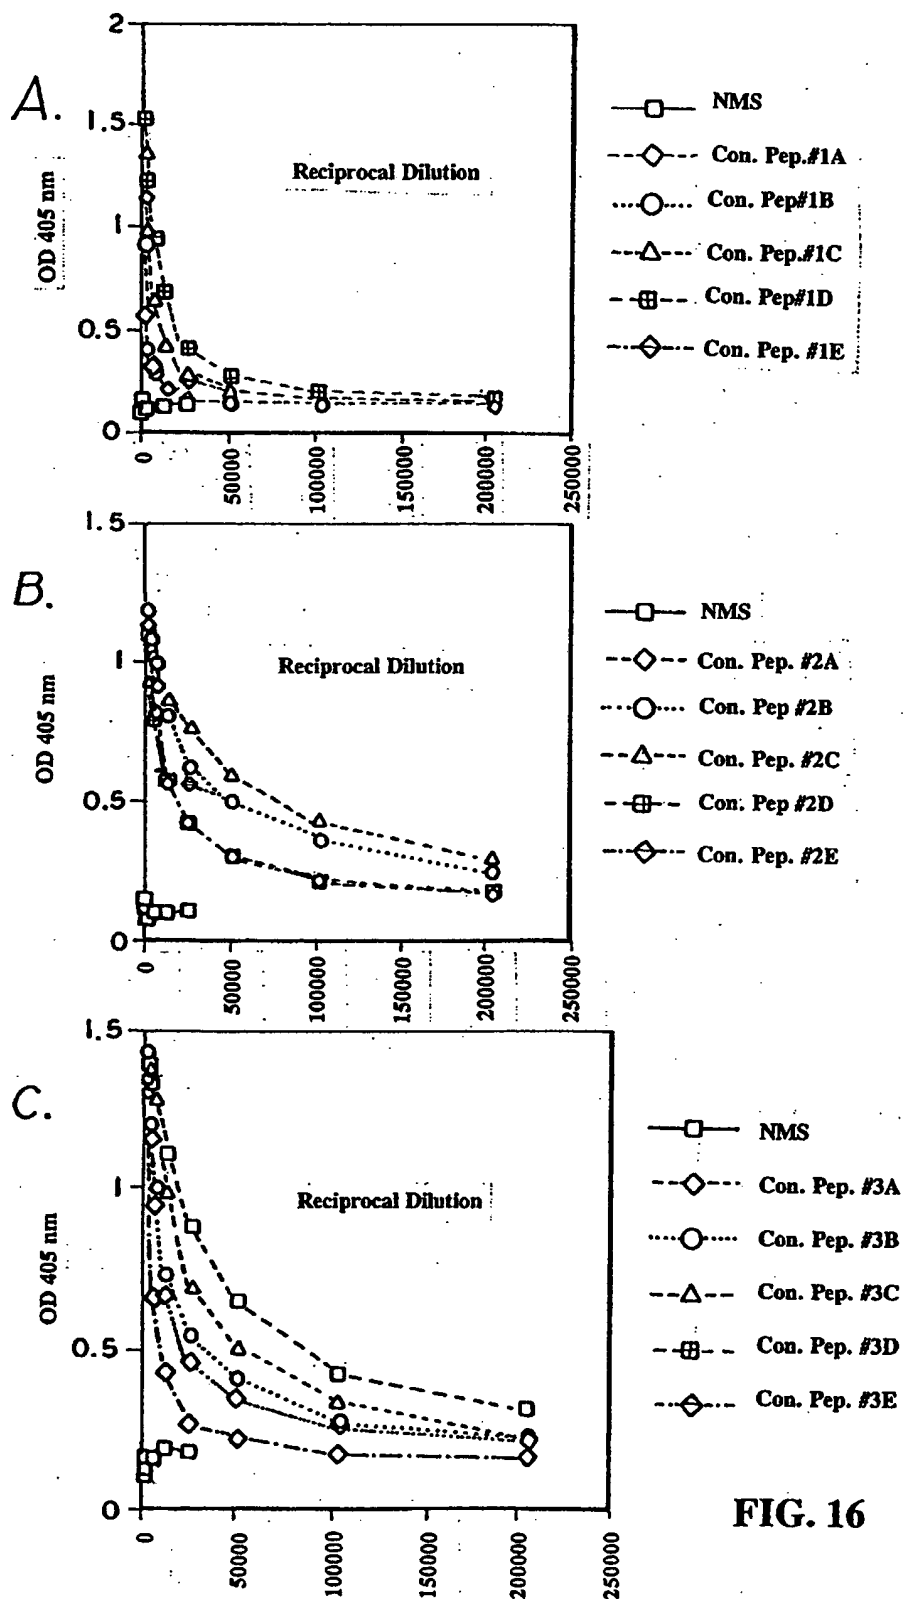 A.
OD 405 nm
2
1.5
1
0.5
0
Reciprocal Dilution
0
50000
100000
150000
200000
250000
NMS
Con. Pep.#1A
Con. Pep#1B
Con. Pep.#1C
Con. Pep#1D
Con. Pep. #1E
B.
OD 405 nm
1.5
1
0.5
0
Reciprocal Dilution
0
50000
100000
150000
200000
250000
NMS
Con. Pep. #2A
Con. Pep #2B
Con. Pep. #2C
Con. Pep #2D
Con. Pep. #2E
C.
OD 405 nm
1.5
1
0.5
0
Reciprocal Dilution
0
50000
100000
150000
200000
250000
NMS
Con. Pep. #3A
Con. Pep. #3B
Con. Pep. #3C
Con. Pep. #3D
Con. Pep. #3E
FIG. 16